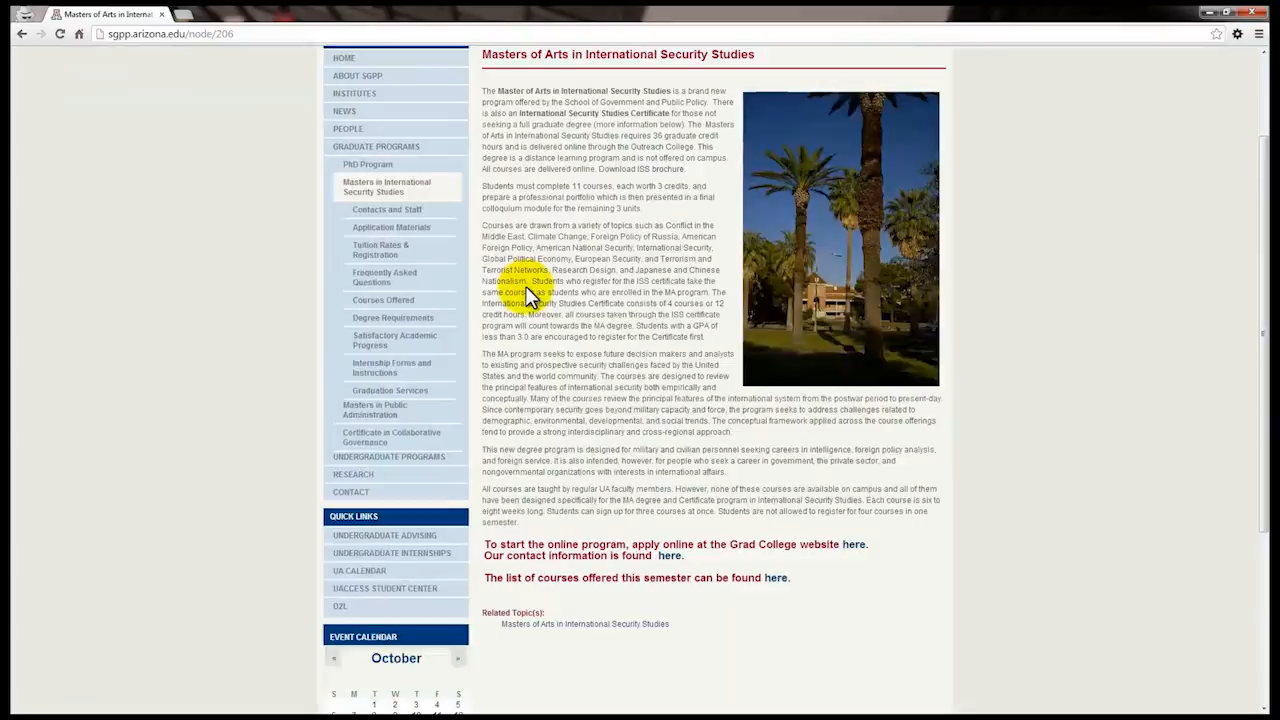 Masters of Arts in Internat
sgpp.arizona.edu/node/206
HOME
ABOUT SGPP
INSTITUTES
NEWS
PEOPLE
GRADUATE PROGRAMS
PhD Program
Masters in International
Security Studies
Contacts and Staff
Application Materials
Tuition Rates &
Registration
Frequently Asked
Questions
Courses Offered
Degree Requirements
Satisfactory Academic
Progress
Internship Forms and
Instructions
Graduation Services
Masters in Public
Administration
Certificate in Collaborative
Governance
UNDERGRADUATE PROGRAMS
RESEARCH
CONTACT
QUICK LINKS
UNDERGRADUATE ADVISING
UNDERGRADUATE INTERNSHIPS
UA CALENDAR
UACCESS STUDENT CENTER
D2L
EVENT CALENDAR
« October »
S M T W T F S
1 2 3 4 5
Masters of Arts in International Security Studies
The Master of Arts in International Security Studies is a brand new
program offered by the School of Government and Public Policy. There
is also an International Security Studies Certificate for those not
seeking a full graduate degree (more information below). The Masters
of Arts in International Security Studies requires 36 graduate credit
hours and is delivered online through the Outreach College. This
degree is a distance learning program and is not offered on campus.
All courses are delivered online. Download ISS brochure.
Students must complete 11 courses, each worth 3 credits, and
prepare a professional portfolio which is then presented in a final
colloquium module for the remaining 3 units.
Courses are drawn from a variety of topics such as Conflict in the
Middle East, Climate Change, Foreign Policy of Russia, American
Foreign Policy, American National Security, International Security,
Global Political Economy, European Security, and Terrorism and
Terrorist Networks, Research Design, and Japanese and Chinese
Nationalism. Students who register for the ISS certificate take the
same courses as students who are enrolled in the MA program. The
International Security Studies Certificate consists of 4 courses or 12
credit hours. Moreover, all courses taken through the ISS certificate
program will count towards the MA degree. Students with a GPA of
less than 3.0 are encouraged to register for the Certificate first.
The MA program seeks to expose future decision makers and analysts
to existing and prospective security challenges faced by the United
States and the world community. The courses are designed to review
the principal features of international security both empirically and
conceptually. Many of the courses review the principal features of the international system from the postwar period to present-day.
Since contemporary security goes beyond military capacity and force, the program seeks to address challenges related to
demographic, environmental, developmental, and social trends. The conceptual framework applied across the course offerings
tend to provide a strong interdisciplinary and cross-regional approach.
This new degree program is designed for military and civilian personnel seeking careers in intelligence, foreign policy analysis,
and foreign service. It is also intended, however, for people who seek a career in government, the private sector, and
nongovernmental organizations with interests in international affairs.
All courses are taught by regular UA faculty members. However, none of these courses are available on campus and all of them
have been designed specifically for the MA degree and Certificate program in International Security Studies. Each course is six to
eight weeks long. Students can sign up for three courses at once. Students are not allowed to register for four courses in one
semester.
To start the online program, apply online at the Grad College website here.
Our contact information is found here.
The list of courses offered this semester can be found here.
Related Topic(s):
Masters of Arts in International Security Studies